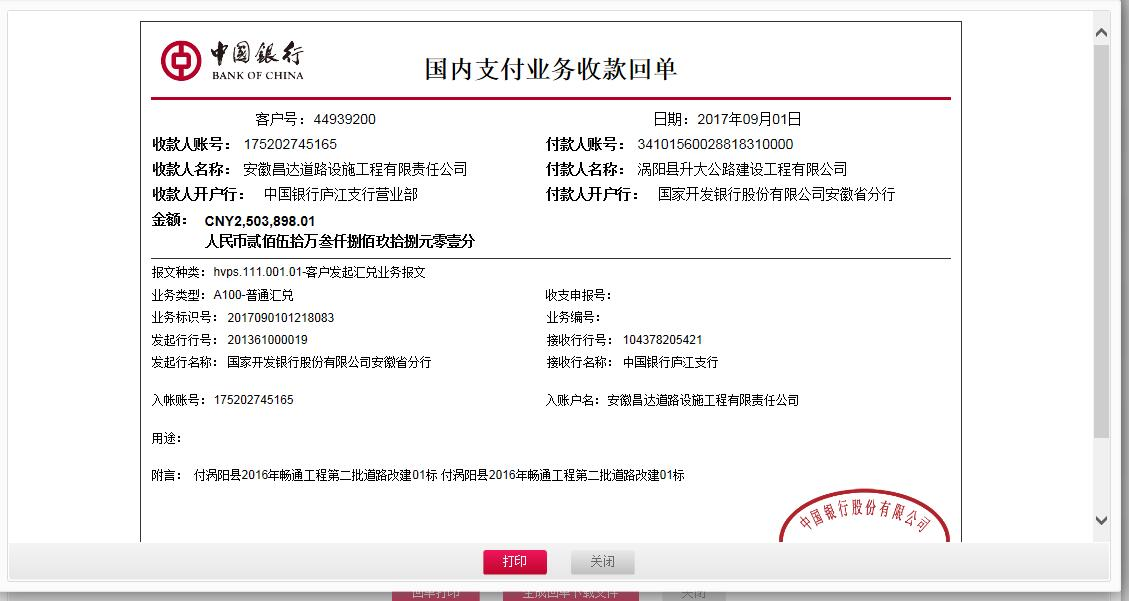 中国银行
BANK OF CHINA
国内支付业务收款回单
客户号：44939200 日期：2017年09月01日
收款人账号：175202745165 付款人账号：34101560028818310000
收款人名称：安徽昌达道路设施工程有限责任公司 付款人名称：涡阳县升大公路建设工程有限公司
收款人开户行：中国银行庐江支行营业部 付款人开户行：国家开发银行股份有限公司安徽省分行
金额：CNY2,503,898.01
人民币贰佰伍拾万叁仟捌佰玖拾捌元零壹分
报文种类：hvps.111.001.01-客户发起汇兑业务报文
业务类型：A100-普通汇兑 收支申报号：
业务标识号：2017090101218083 业务编号：
发起行行号：201361000019 接收行行号：104378205421
发起行名称：国家开发银行股份有限公司安徽省分行 接收行名称：中国银行庐江支行
入帐账号：175202745165 入账户名：安徽昌达道路设施工程有限责任公司
用途：
附言：付涡阳县2016年畅通工程第二批道路改建01标 付涡阳县2016年畅通工程第二批道路改建01标
中国银行股份有限公司
打印 关闭
回单打印 生成回单下载文件 关闭